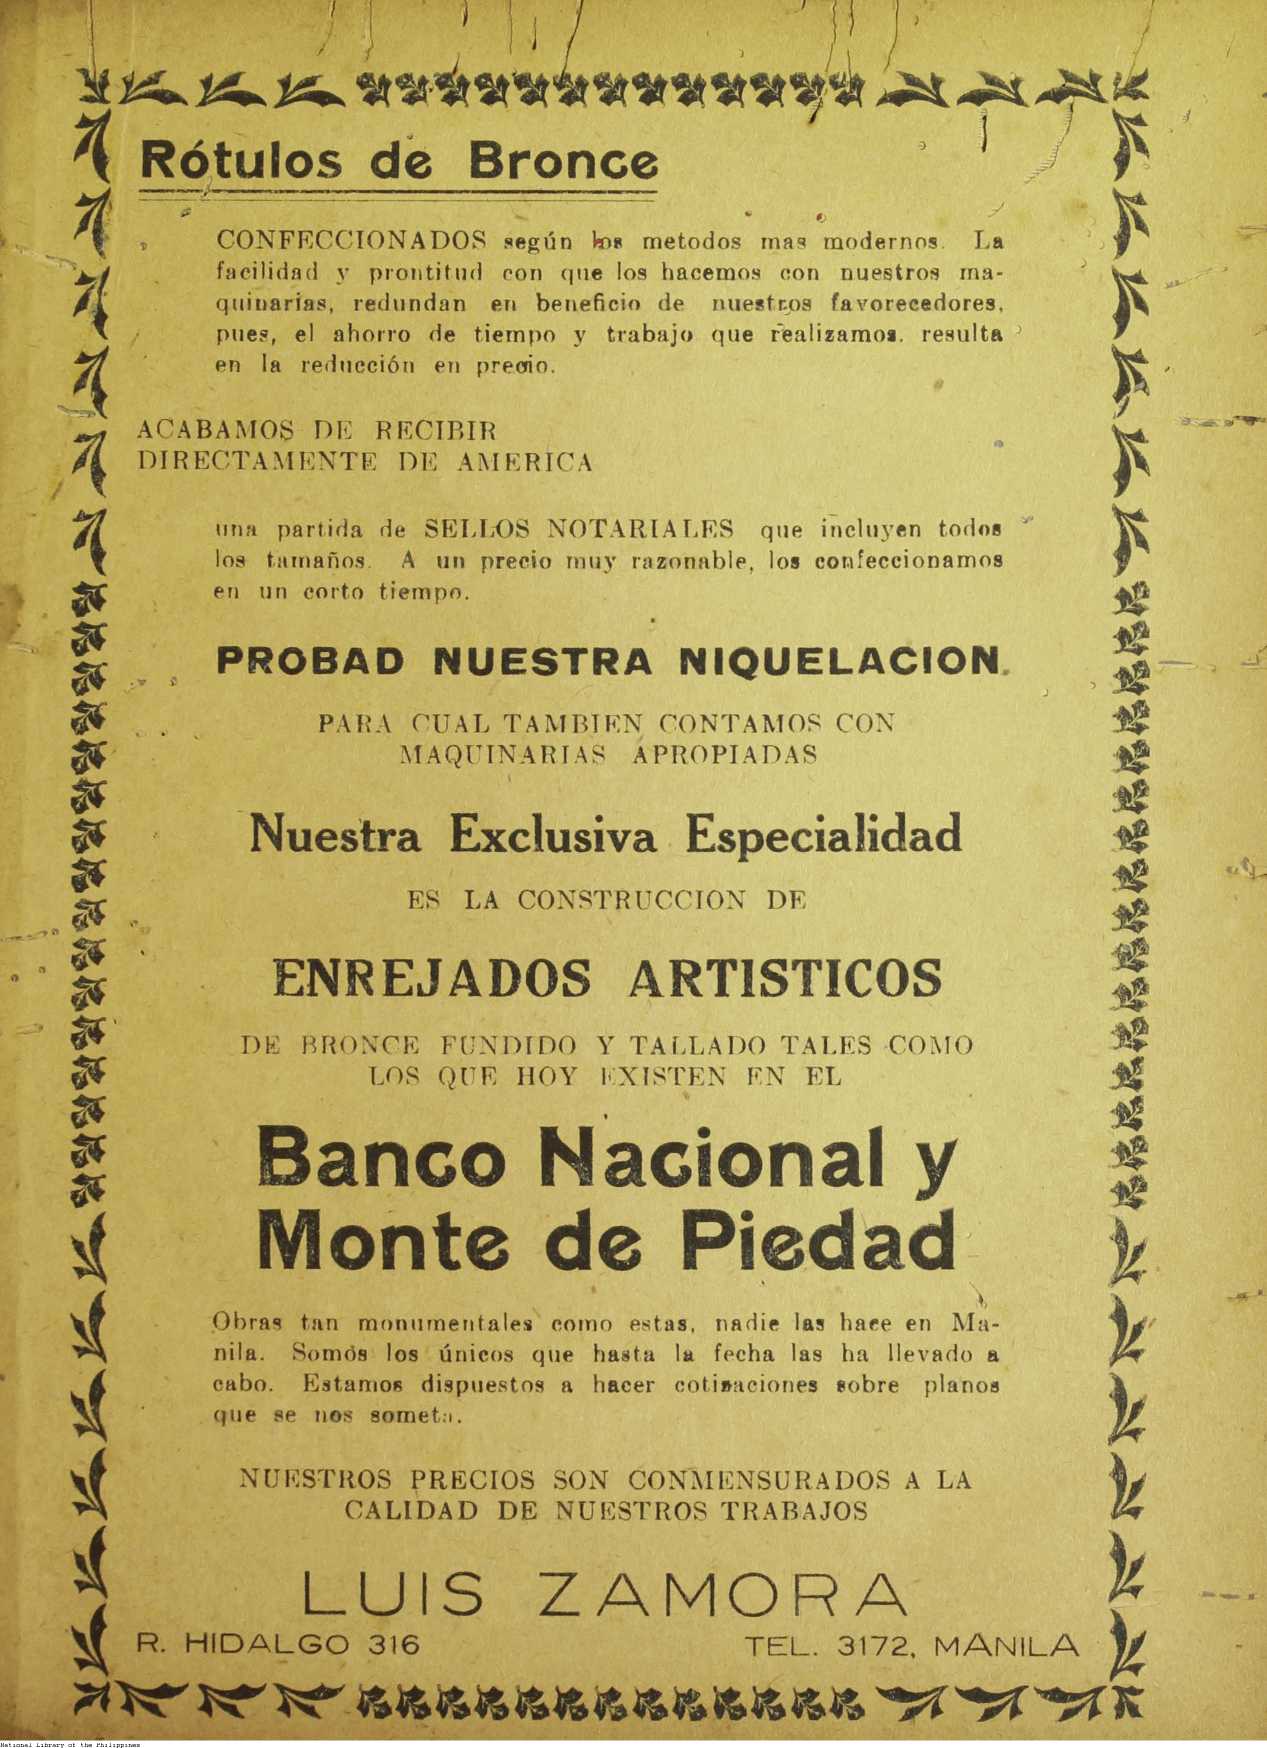 Rótulos de Bronce
CONFECCIONADOS según los metodos mas modernos. La
facilidad y prontitud con que los hacemos con nuestros ma-
quinarias, redundan en beneficio de nuestros favorecedores,
pues, el ahorro de tiempo y trabajo que realizamos. resulta
en la reducción en precio.
ACABAMOS DE RECIBIR
DIRECTAMENTE DE AMERICA
una partida de SELLOS NOTARIALES que incluyen todos
los tamaños. A un precio muy razonable, los confeccionamos
en un corto tiempo.
PROBAD NUESTRA NIQUELACION.
PARA CUAL TAMBIEN CONTAMOS CON
MAQUINARIAS APROPIADAS
Nuestra Exclusiva Especialidad
ES LA CONSTRUCCION DE
ENREJADOS ARTISTICOS
DE BRONCE FUNDIDO Y TALLADO TALES COMO
LOS QUE HOY EXISTEN EN EL
Banco Nacional y
Monte de Piedad
Obras tan monumentales como estas, nadie las hace en Ma-
nila. Somos los únicos que hasta la fecha las ha llevado a
cabo. Estamos dispuestos a hacer cotisaciones sobre planos
que se nos someta.
NUESTROS PRECIOS SON CONMENSURADOS A LA
CALIDAD DE NUESTROS TRABAJOS
LUIS ZAMORA
R. HIDALGO 316 TEL. 3172, MANILA
National Library of the Philippines